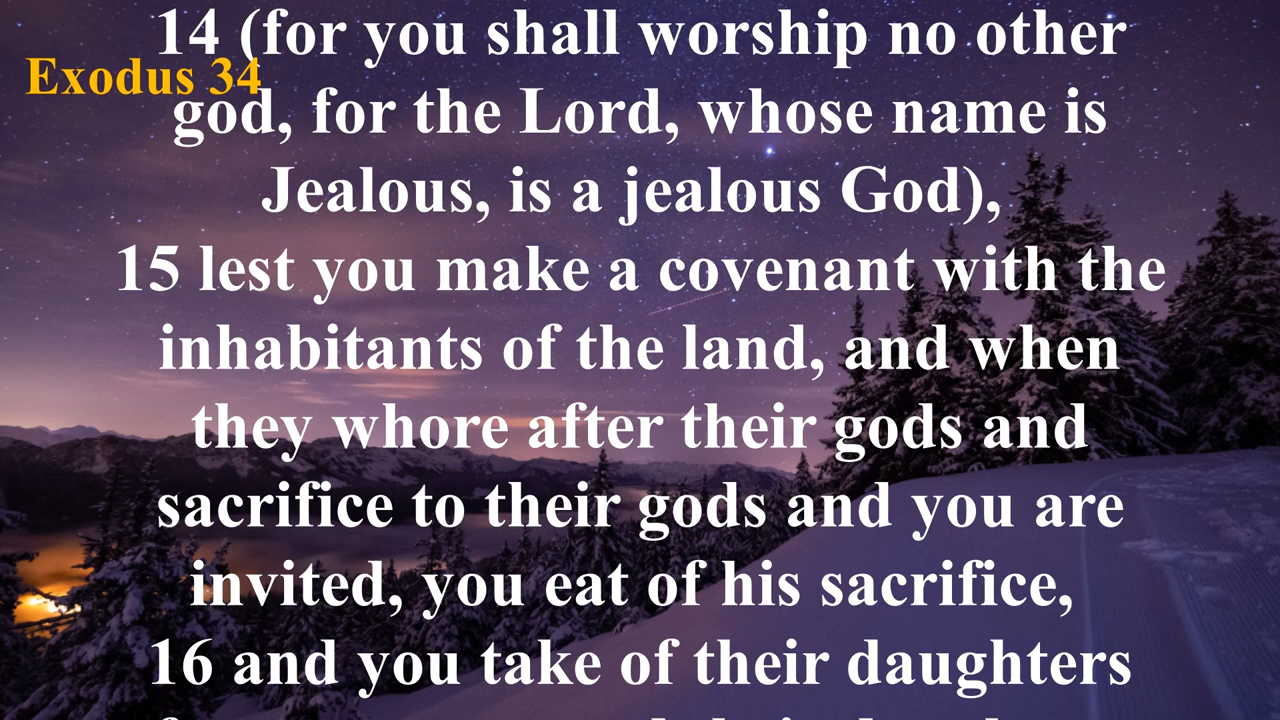 14 (for you shall worship no other
Exodus 34
god, for the Lord, whose name is
Jealous, is a jealous God),
15 lest you make a covenant with the
inhabitants of the land, and when
they whore after their gods and
sacrifice to their gods and you are
invited, you eat of his sacrifice,
16 and you take of their daughters